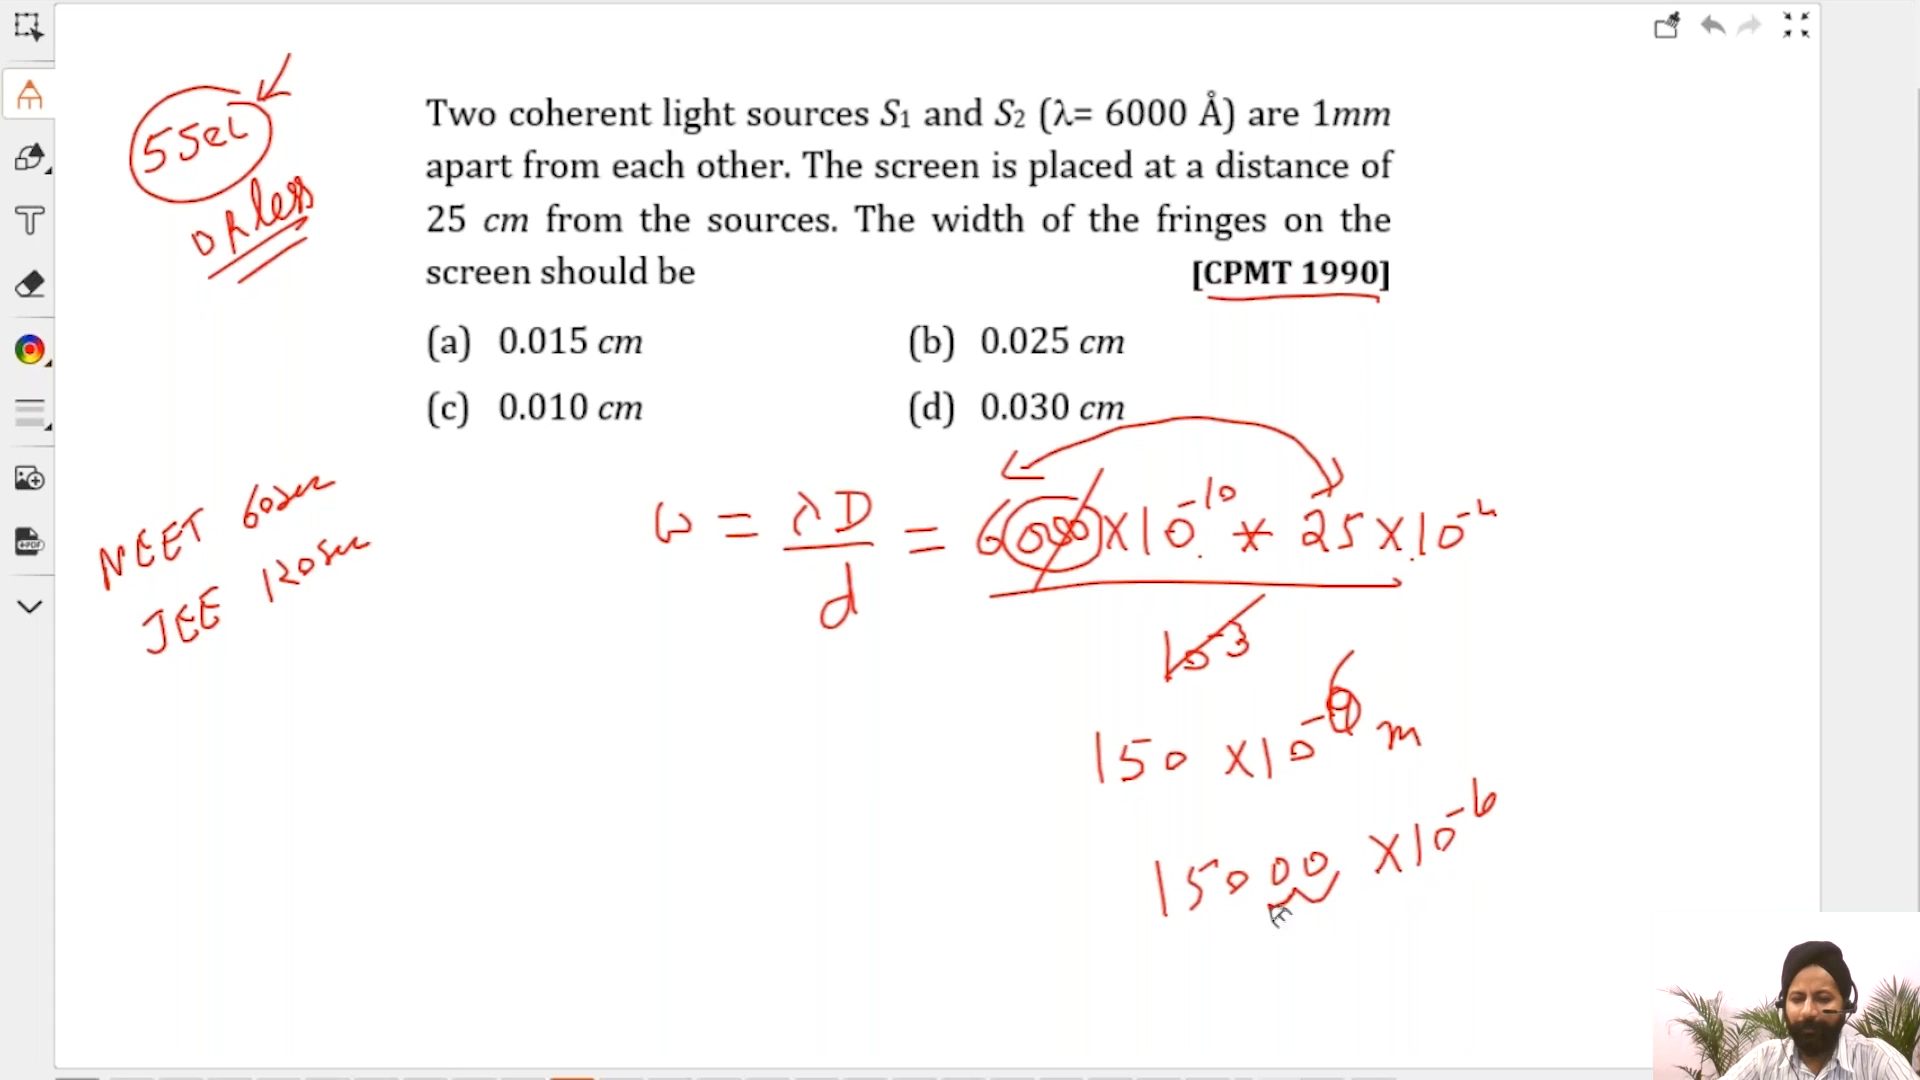 5 Sec
or less
Two coherent light sources S1 and S2 (λ= 6000 Å) are 1mm
apart from each other. The screen is placed at a distance of
25 cm from the sources. The width of the fringes on the
screen should be [CPMT 1990]
(a) 0.015 cm (b) 0.025 cm
(c) 0.010 cm (d) 0.030 cm
NEET 60sec
JEE 120sec
ω = λD/d = 6000×10⁻¹⁰ * 25×10⁻²
10⁻³
150 ×10⁻⁶ m
15000 ×10⁻⁶